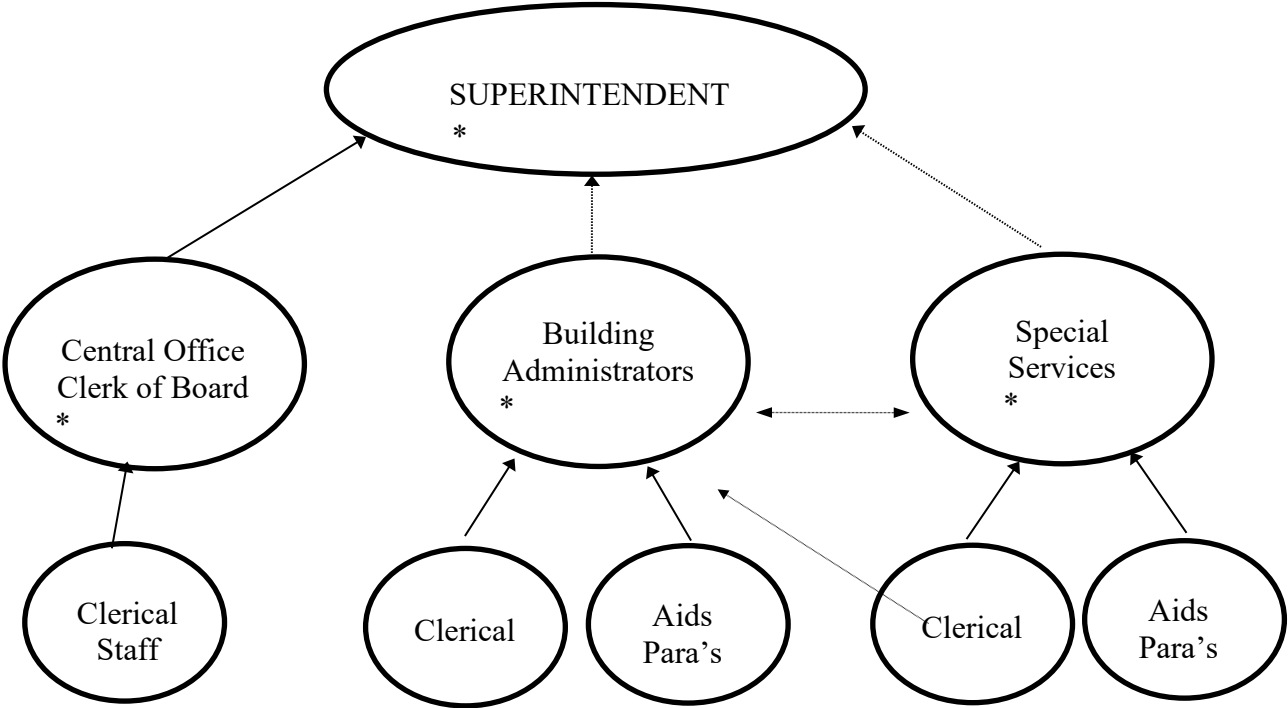 SUPERINTENDENT
*
Central Office
Clerk of Board
*
Building
Administrators
*
Special
Services
*
Clerical
Staff
Clerical
Aids
Para’s
Clerical
Aids
Para’s